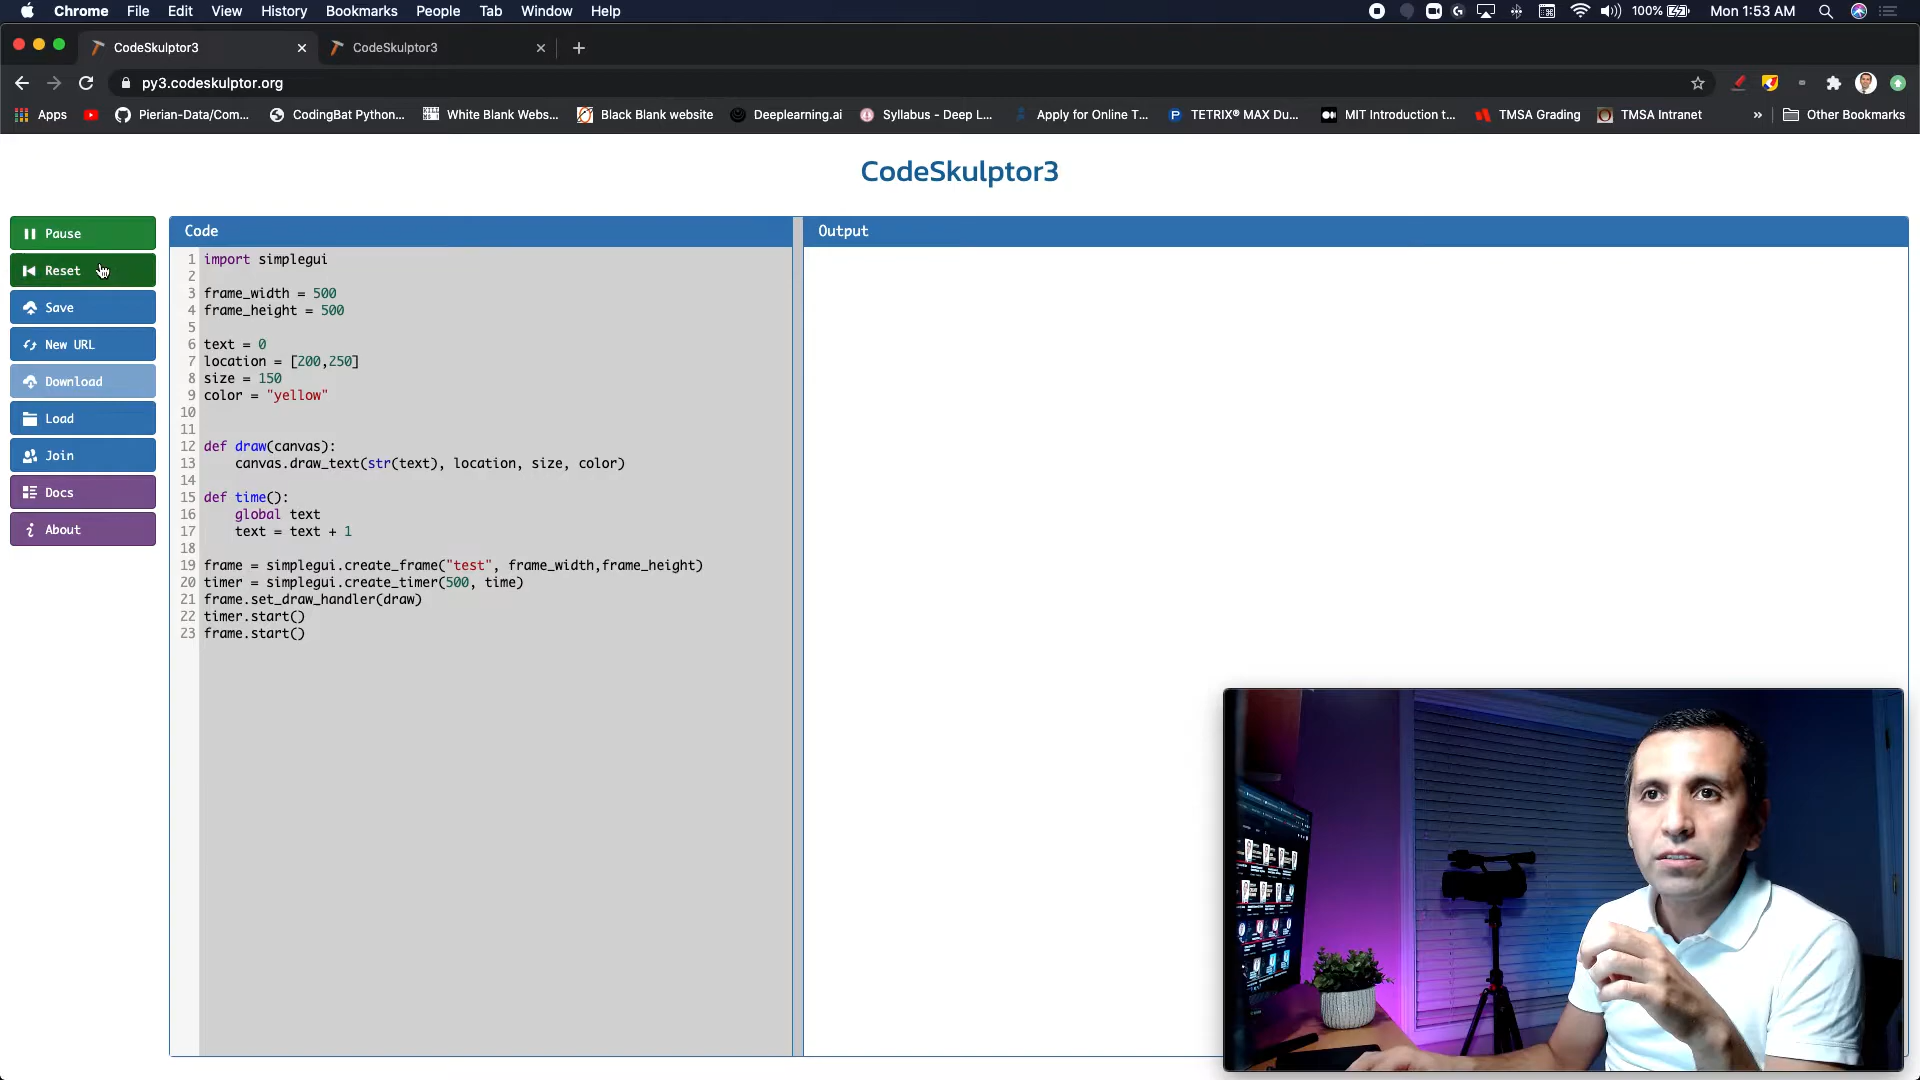 Chrome File Edit View History Bookmarks People Tab Window Help 100% Mon 1:53 AM
CodeSkulptor3 CodeSkulptor3
py3.codeskulptor.org
Apps Pierian-Data/Com... CodingBat Python... White Blank Webs... Black Blank website Deeplearning.ai Syllabus - Deep L... Apply for Online T... TETRIX® MAX Du... MIT Introduction t... TMSA Grading TMSA Intranet » Other Bookmarks
CodeSkulptor3
Pause
Reset
Save
New URL
Download
Load
Join
Docs
About
Code
1 import simplegui
2
3 frame_width = 500
4 frame_height = 500
5
6 text = 0
7 location = [200,250]
8 size = 150
9 color = "yellow"
10
11
12 def draw(canvas):
13 canvas.draw_text(str(text), location, size, color)
14
15 def time():
16 global text
17 text = text + 1
18
19 frame = simplegui.create_frame("test", frame_width,frame_height)
20 timer = simplegui.create_timer(500, time)
21 frame.set_draw_handler(draw)
22 timer.start()
23 frame.start()
Output